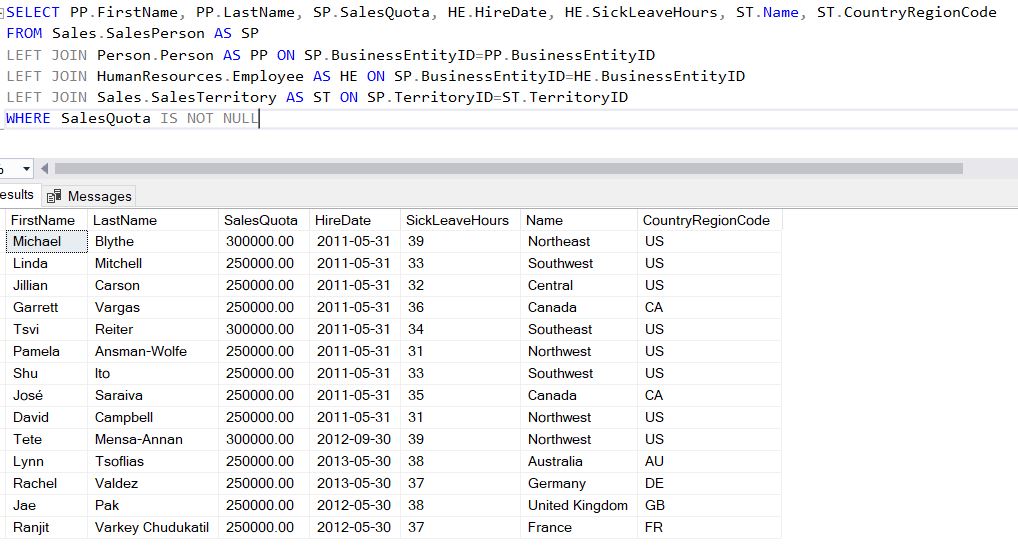 SELECT PP.FirstName, PP.LastName, SP.SalesQuota, HE.HireDate, HE.SickLeaveHours, ST.Name, ST.CountryRegionCode
FROM Sales.SalesPerson AS SP
LEFT JOIN Person.Person AS PP ON SP.BusinessEntityID=PP.BusinessEntityID
LEFT JOIN HumanResources.Employee AS HE ON SP.BusinessEntityID=HE.BusinessEntityID
LEFT JOIN Sales.SalesTerritory AS ST ON SP.TerritoryID=ST.TerritoryID
WHERE SalesQuota IS NOT NULL
%
esults Messages
FirstName LastName SalesQuota HireDate SickLeaveHours Name CountryRegionCode
Michael Blythe 300000.00 2011-05-31 39 Northeast US
Linda Mitchell 250000.00 2011-05-31 33 Southwest US
Jillian Carson 250000.00 2011-05-31 32 Central US
Garrett Vargas 250000.00 2011-05-31 36 Canada CA
Tsvi Reiter 300000.00 2011-05-31 34 Southeast US
Pamela Ansman-Wolfe 250000.00 2011-05-31 31 Northwest US
Shu Ito 250000.00 2011-05-31 33 Southwest US
José Saraiva 250000.00 2011-05-31 35 Canada CA
David Campbell 250000.00 2011-05-31 31 Northwest US
Tete Mensa-Annan 300000.00 2012-09-30 39 Northwest US
Lynn Tsoflias 250000.00 2013-05-30 38 Australia AU
Rachel Valdez 250000.00 2013-05-30 37 Germany DE
Jae Pak 250000.00 2012-05-30 38 United Kingdom GB
Ranjit Varkey Chudukatil 250000.00 2012-05-30 37 France FR